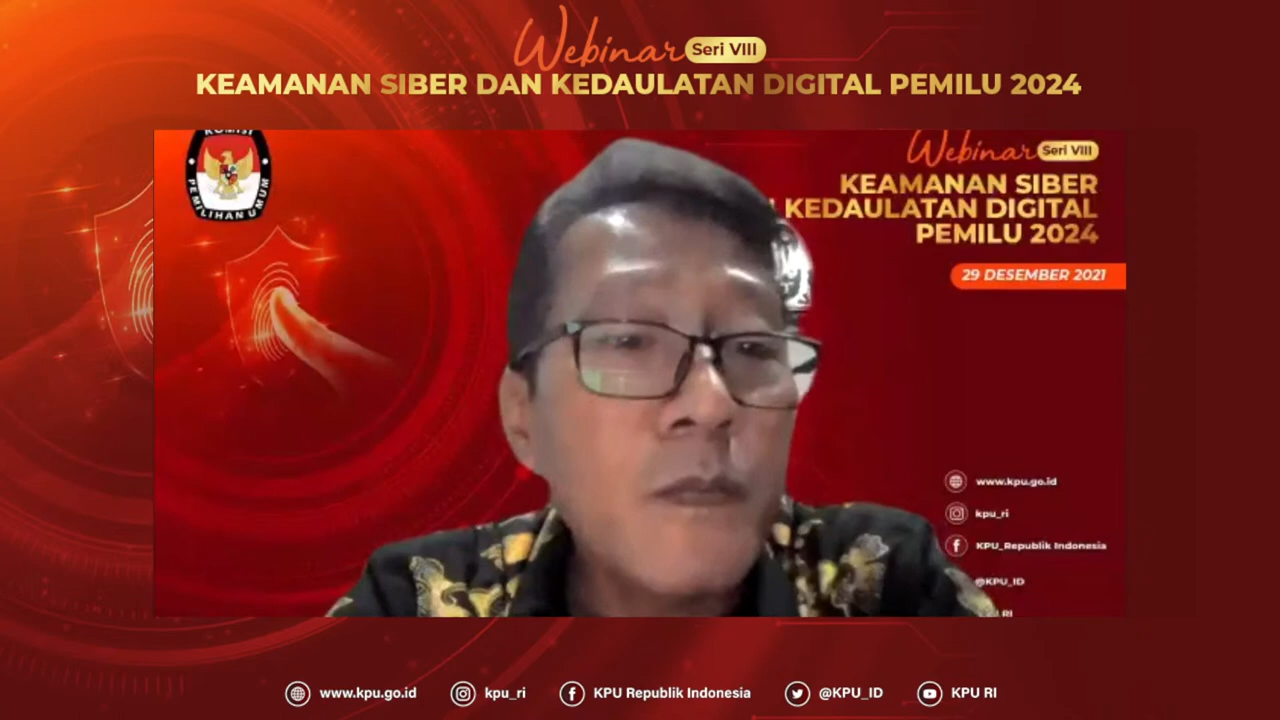 Webinar Seri VIII
KEAMANAN SIBER DAN KEDAULATAN DIGITAL PEMILU 2024
KOMISI
PEMILIHAN UMUM
Webinar Seri VIII
KEAMANAN SIBER
KEDAULATAN DIGITAL
PEMILU 2024
29 DESEMBER 2021
www.kpu.go.id
kpu_ri
KPU_Republik Indonesia
@KPU_ID
RI
www.kpu.go.id kpu_ri KPU Republik Indonesia @KPU_ID KPU RI